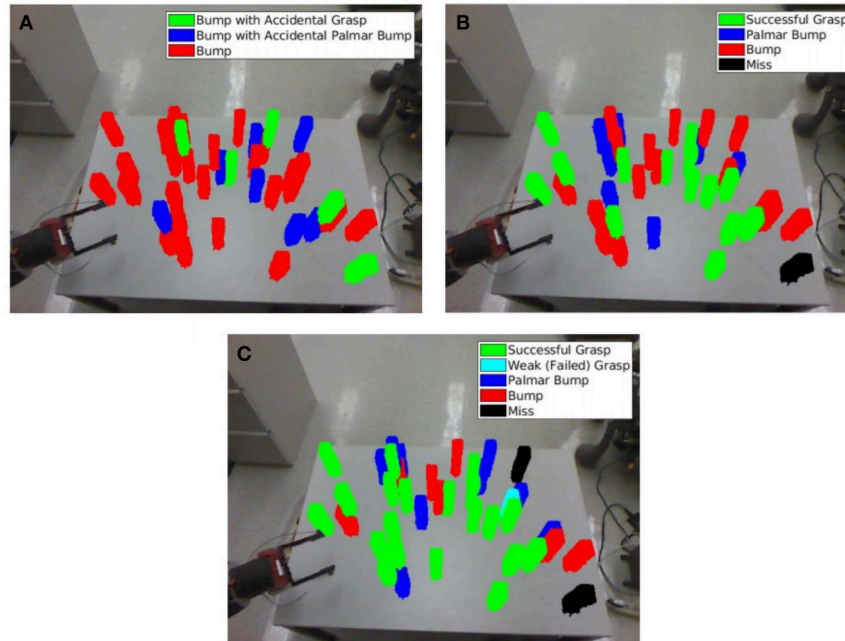 A
Bump with Accidental Grasp
Bump with Accidental Palmar Bump
Bump
B
Successful Grasp
Palmar Bump
Bump
Miss
C
Successful Grasp
Weak (Failed) Grasp
Palmar Bump
Bump
Miss